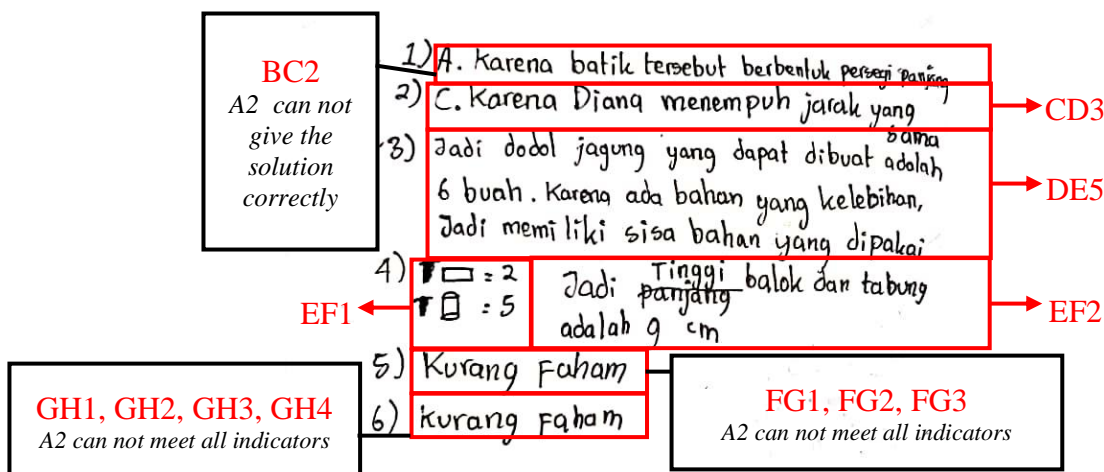 BC2
A2 can not
give the
solution
correctly
1) A. Karena batik tersebut berbentuk persegi panjang
2) C. Karena Diana menempuh jarak yang
sama
CD3
3) Jadi dodol jagung yang dapat dibuat adalah
6 buah. Karena ada bahan yang kelebihan,
Jadi memiliki sisa bahan yang dipakai
DE5
4) T ▭ = 2
T ⌭ : 5
EF1
Jadi Tinggi balok dan tabung
panjang
adalah 9 cm
EF2
5) Kurang Faham
FG1, FG2, FG3
A2 can not meet all indicators
6) Kurang Faham
GH1, GH2, GH3, GH4
A2 can not meet all indicators